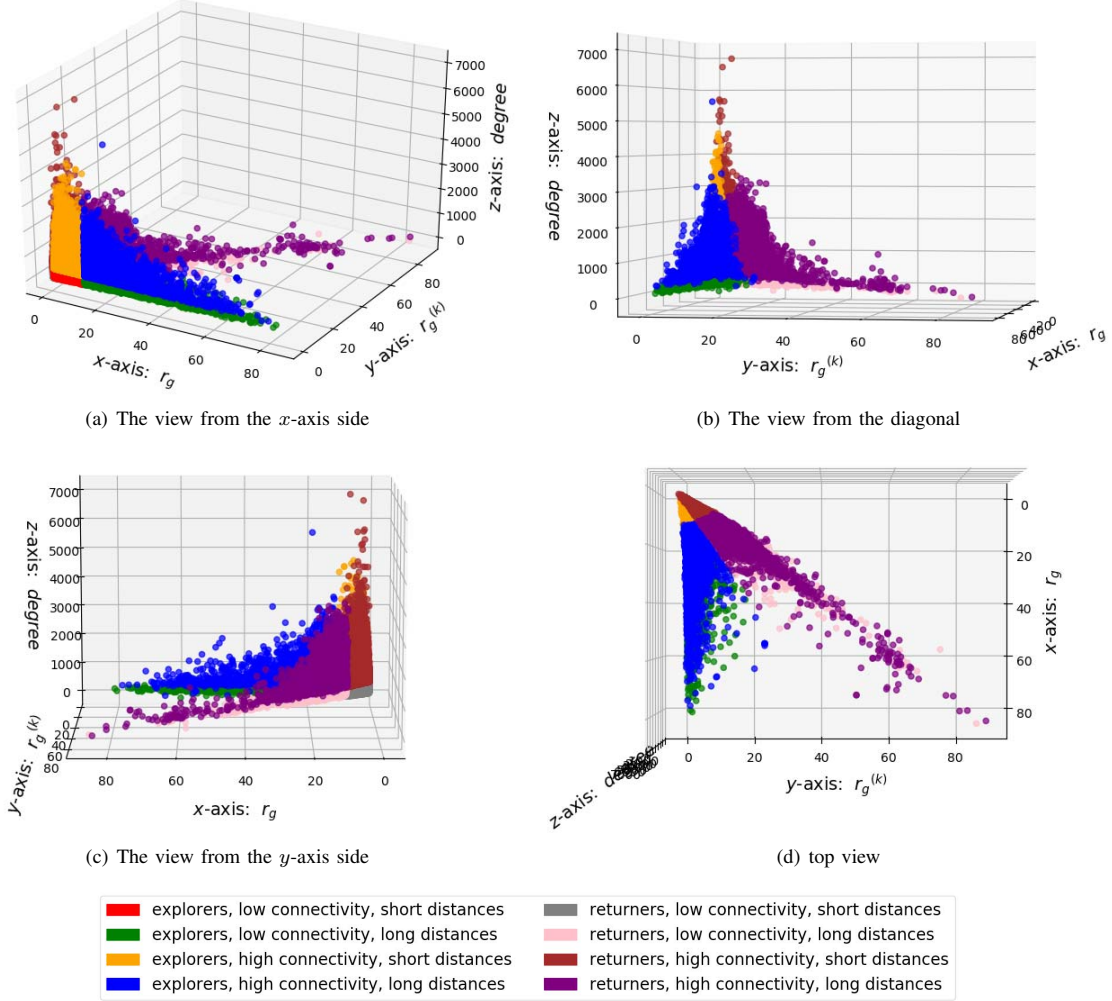 7000
6000
5000
4000
3000
2000
1000
0
z-axis: degree
0
20
40
60
80
x-axis: r_g
0
20
40
60
80
y-axis: r_g^(k)
(a) The view from the x-axis side
7000
6000
5000
4000
3000
2000
1000
0
z-axis: degree
0
20
40
60
80
y-axis: r_g^(k)
80
x-axis: r_g
(b) The view from the diagonal
7000
6000
5000
4000
3000
2000
1000
0
z-axis: degree
0
20
40
60
80
y-axis: r_g^(k)
80
60
40
20
0
x-axis: r_g
(c) The view from the y-axis side
0
20
40
60
80
x-axis: r_g
0
20
40
60
80
y-axis: r_g^(k)
z-axis: degree
(d) top view
explorers, low connectivity, short distances
explorers, low connectivity, long distances
explorers, high connectivity, short distances
explorers, high connectivity, long distances
returners, low connectivity, short distances
returners, low connectivity, long distances
returners, high connectivity, short distances
returners, high connectivity, long distances